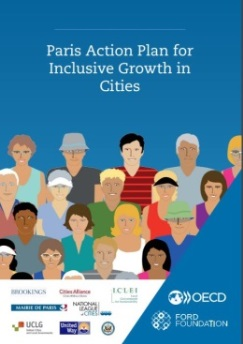 Paris Action Plan for
Inclusive Growth in
Cities
BROOKINGS
Cities Alliance
ICLEI
MAIRIE DE PARIS
NATIONAL
LEAGUE
of CITIES
OECD
UCLG
United
Way
FORD
FOUNDATION